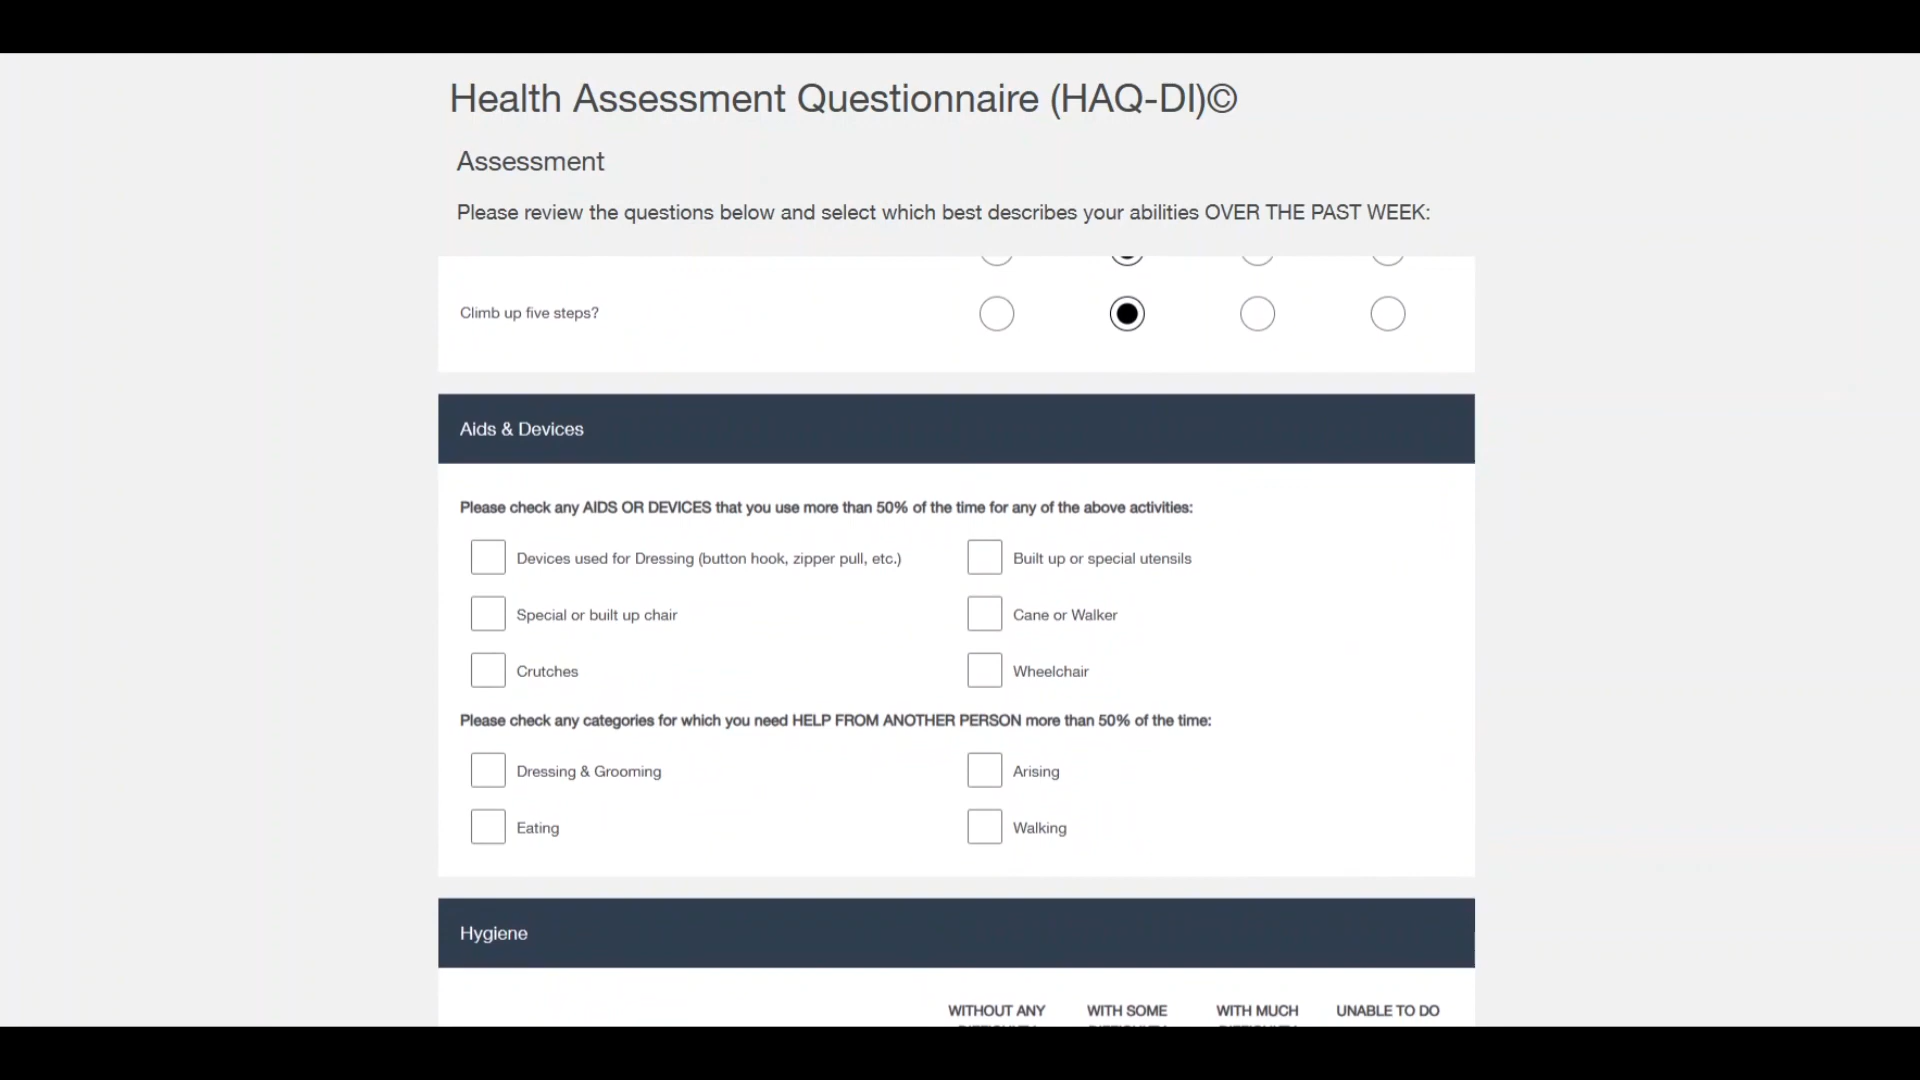 Health Assessment Questionnaire (HAQ-DI)©
Assessment
Please review the questions below and select which best describes your abilities OVER THE PAST WEEK:
Climb up five steps?
Aids & Devices
Please check any AIDS OR DEVICES that you use more than 50% of the time for any of the above activities:
Devices used for Dressing (button hook, zipper pull, etc.) Built up or special utensils
Special or built up chair Cane or Walker
Crutches Wheelchair
Please check any categories for which you need HELP FROM ANOTHER PERSON more than 50% of the time:
Dressing & Grooming Arising
Eating Walking
Hygiene
WITHOUT ANY WITH SOME WITH MUCH UNABLE TO DO